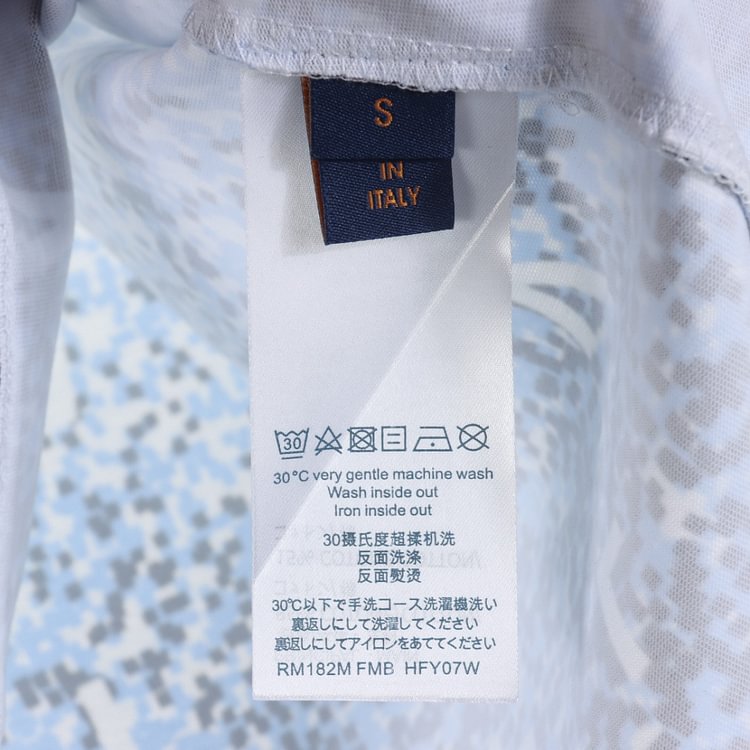 S
IN
ITALY
30
30°C very gentle machine wash
Wash inside out
Iron inside out
30摄氏度超揉机洗
反面洗涤
反面熨烫
30℃以下で手洗コース洗濯機洗い
裏返しにして洗濯してください
裏返しにしてアイロンをあててください
RM182M FMB HFY07W